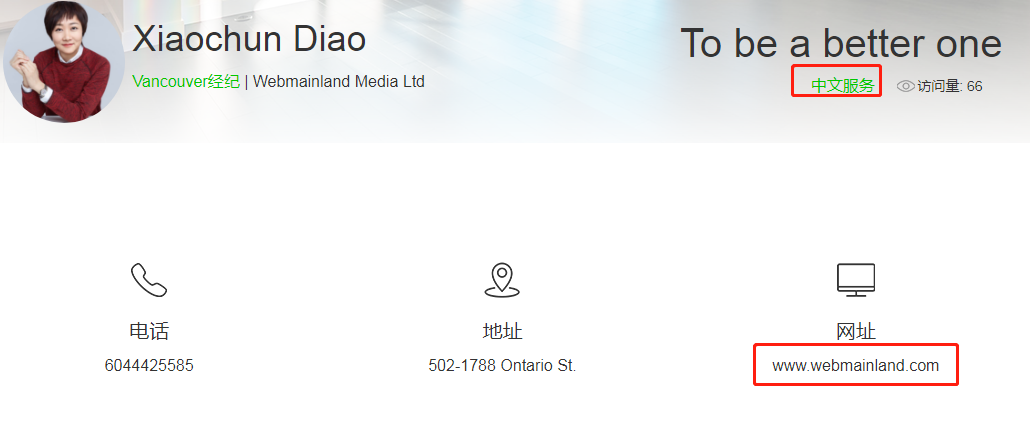 Xiaochun Diao
To be a better one
Vancouver经纪 | Webmainland Media Ltd
中文服务 访问量: 66
电话 地址 网址
6044425585 502-1788 Ontario St. www.webmainland.com